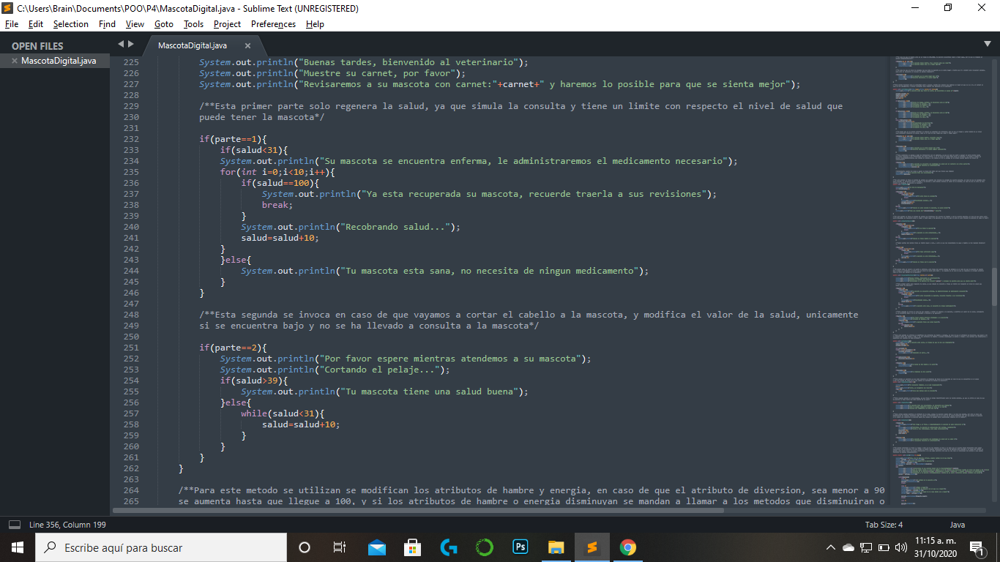 C:\Users\Brain\Documents\POO\P4\MascotaDigital.java - Sublime Text (UNREGISTERED)
File Edit Selection Find View Goto Tools Project Preferences Help
OPEN FILES
MascotaDigital.java
MascotaDigital.java
225 System.out.println("Buenas tardes, bienvenido al veterinario");
226 System.out.println("Muestre su carnet, por favor");
227 System.out.println("Revisaremos a su mascota con carnet:"+carnet+" y haremos lo posible para que se sienta mejor");
228
229 /**Esta primer parte solo regenera la salud, ya que simula la consulta y tiene un limite con respecto el nivel de salud que
230 puede tener la mascota*/
231
232 if(parte==1){
233 if(salud<31){
234 System.out.println("Su mascota se encuentra enferma, le administraremos el medicamento necesario");
235 for(int i=0;i<10;i++){
236 if(salud==100){
237 System.out.println("Ya esta recuperada su mascota, recuerde traerla a sus revisiones");
238 break;
239 }
240 System.out.println("Recobrando salud...");
241 salud=salud+10;
242 }
243 }else{
244 System.out.println("Tu mascota esta sana, no necesita de ningun medicamento");
245 }
246 }
247
248 /**Esta segunda se invoca en caso de que vayamos a cortar el cabello a la mascota, y modifica el valor de la salud, unicamente
249 si se encuentra bajo y no se ha llevado a consulta a la mascota*/
250
251 if(parte==2){
252 System.out.println("Por favor espere mientras atendemos a su mascota");
253 System.out.println("Cortando el pelaje...");
254 if(salud>39){
255 System.out.println("Tu mascota tiene una salud buena");
256 }else{
257 while(salud<31){
258 salud=salud+10;
259 }
260 }
261 }
262 }
263
264 /**Para este metodo se utilizan se modifican los atributos de hambre y energia, en caso de que el atributo de diversion, sea menor a 90
265 se aumenta hasta que llegue a 100, y si los atributos de hambre o energia disminuyan se mandan a llamar a los metodos que disminuiran o
Line 356, Column 199
Tab Size: 4
Java
Escribe aquí para buscar
Ps
11:15 a. m.
31/10/2020
1